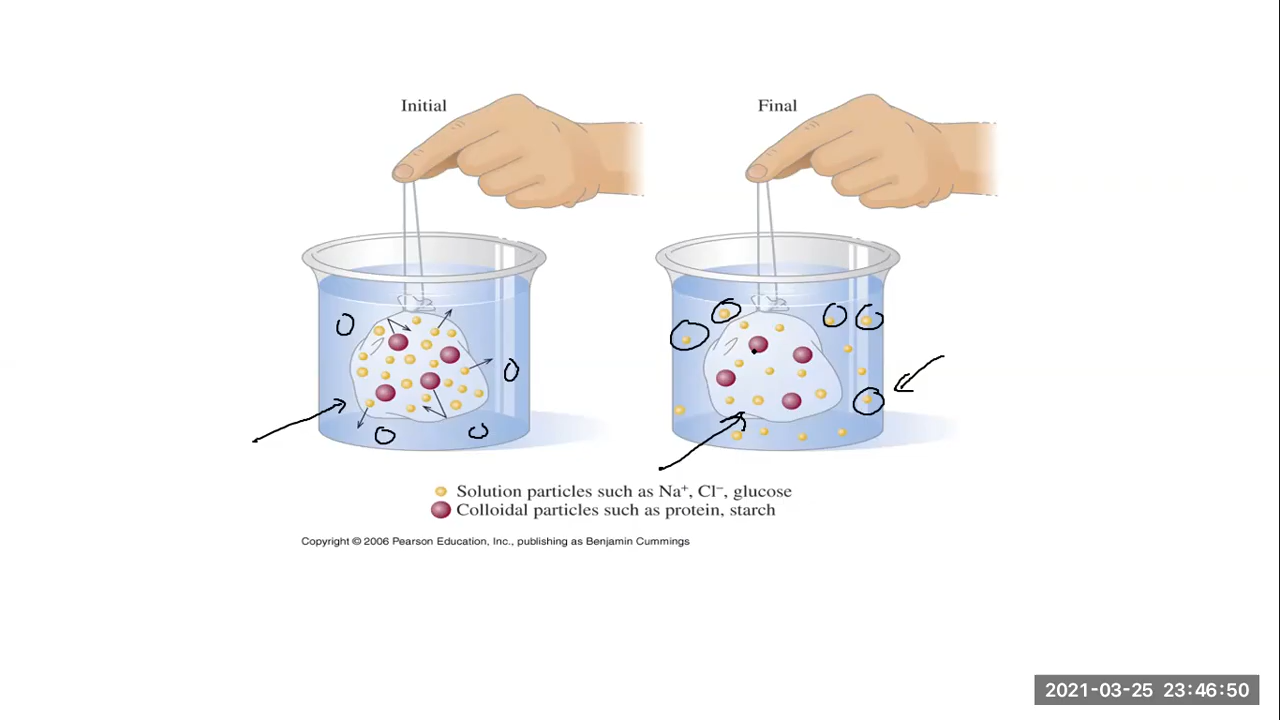 Initial
Final
Solution particles such as Na⁺, Cl⁻, glucose
Colloidal particles such as protein, starch
Copyright © 2006 Pearson Education, Inc., publishing as Benjamin Cummings
2021-03-25 23:46:50